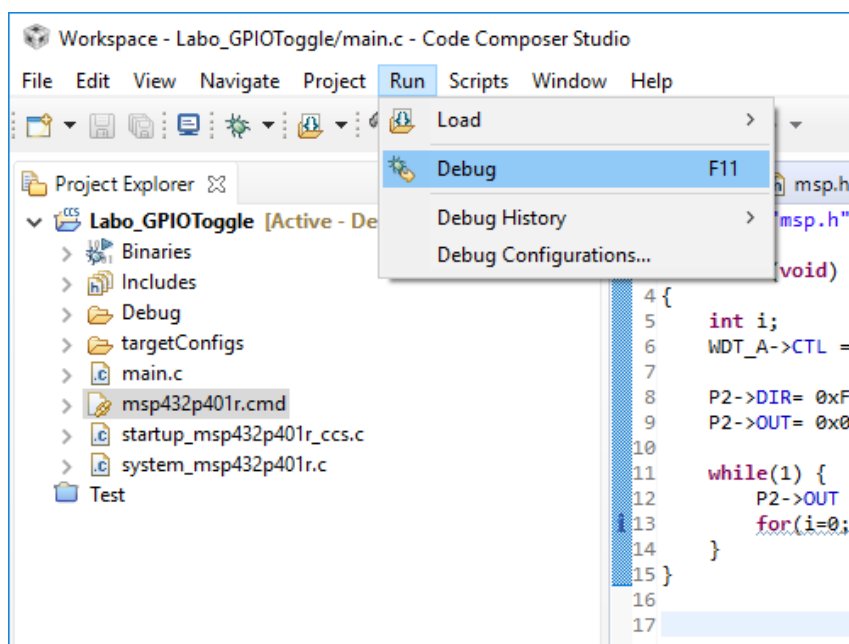 Workspace - Labo_GPIOToggle/main.c - Code Composer Studio
File Edit View Navigate Project Run Scripts Window Help
Load
Debug F11
Debug History
Debug Configurations...
Project Explorer
Labo_GPIOToggle [Active - De
Binaries
Includes
Debug
targetConfigs
main.c
msp432p401r.cmd
startup_msp432p401r_ccs.c
system_msp432p401r.c
Test
msp.h
"msp.h"
(void)
4 {
5 int i;
6 WDT_A->CTL =
7
8 P2->DIR= 0xF
9 P2->OUT= 0x0
10
11 while(1) {
12 P2->OUT
13 for(i=0;
14 }
15 }
16
17